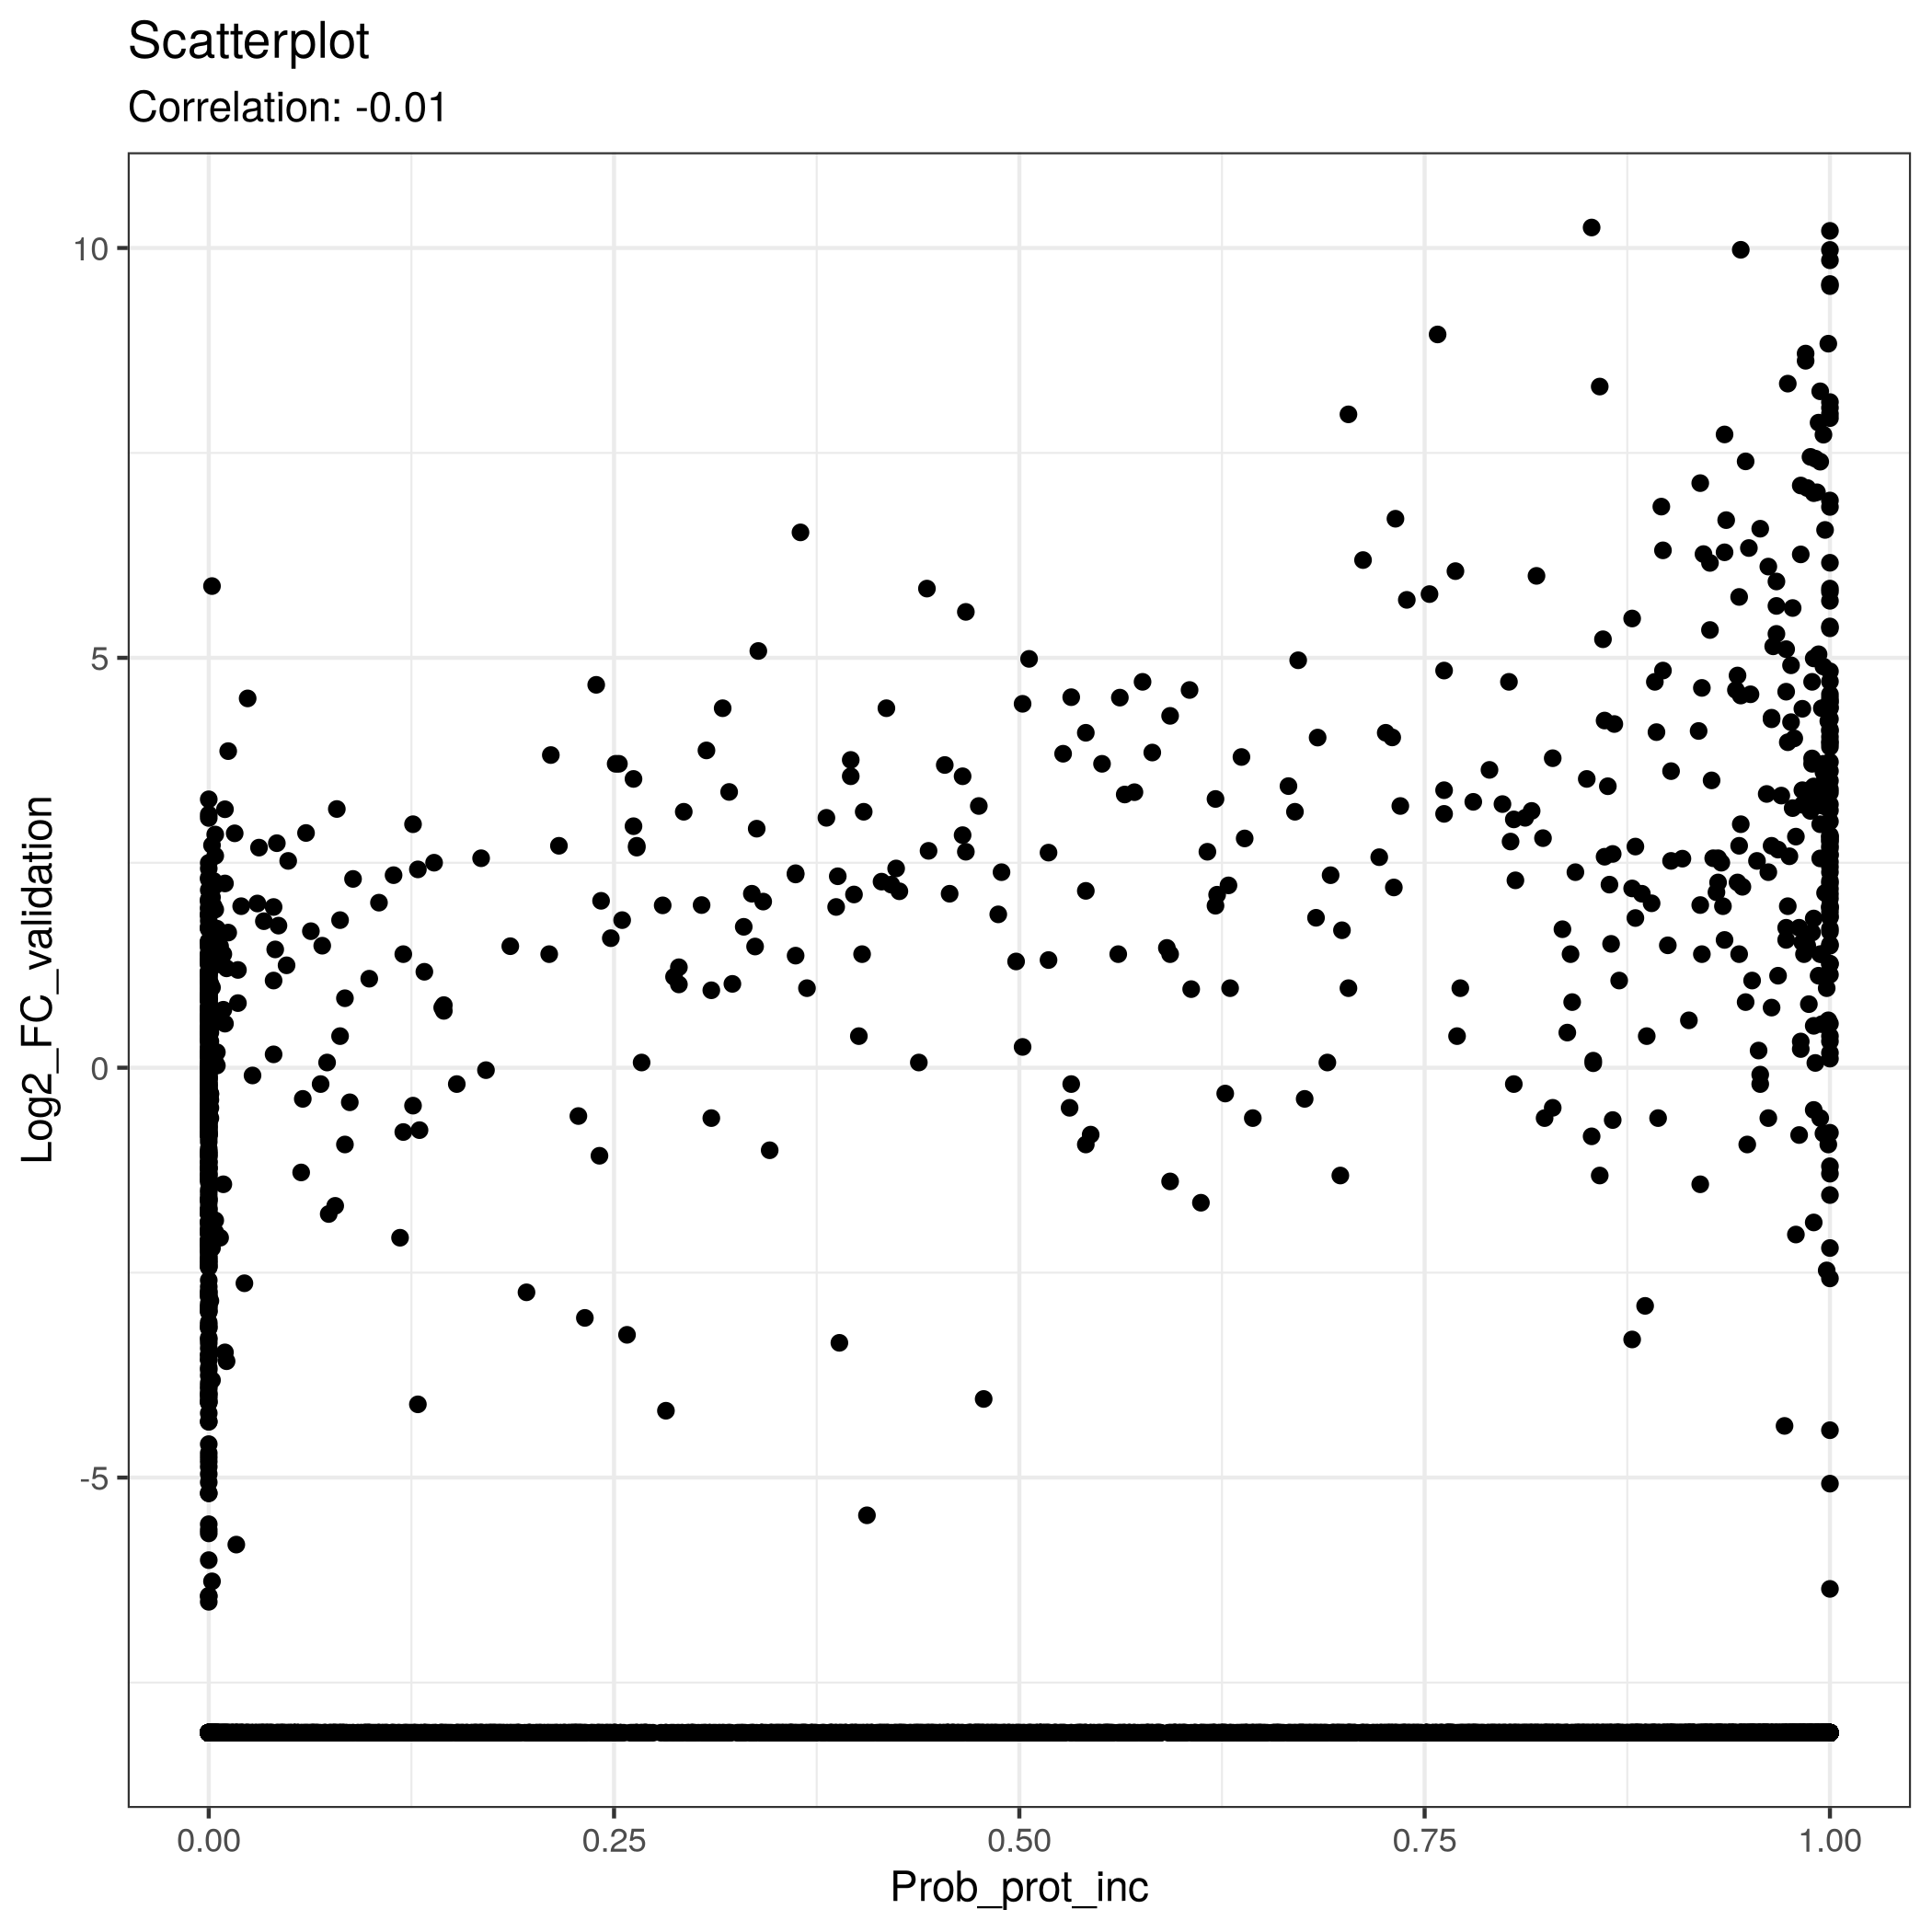 Scatterplot
Correlation: -0.01
10
5
0
-5
Log2_FC_validation
0.00
0.25
0.50
0.75
1.00
Prob_prot_inc